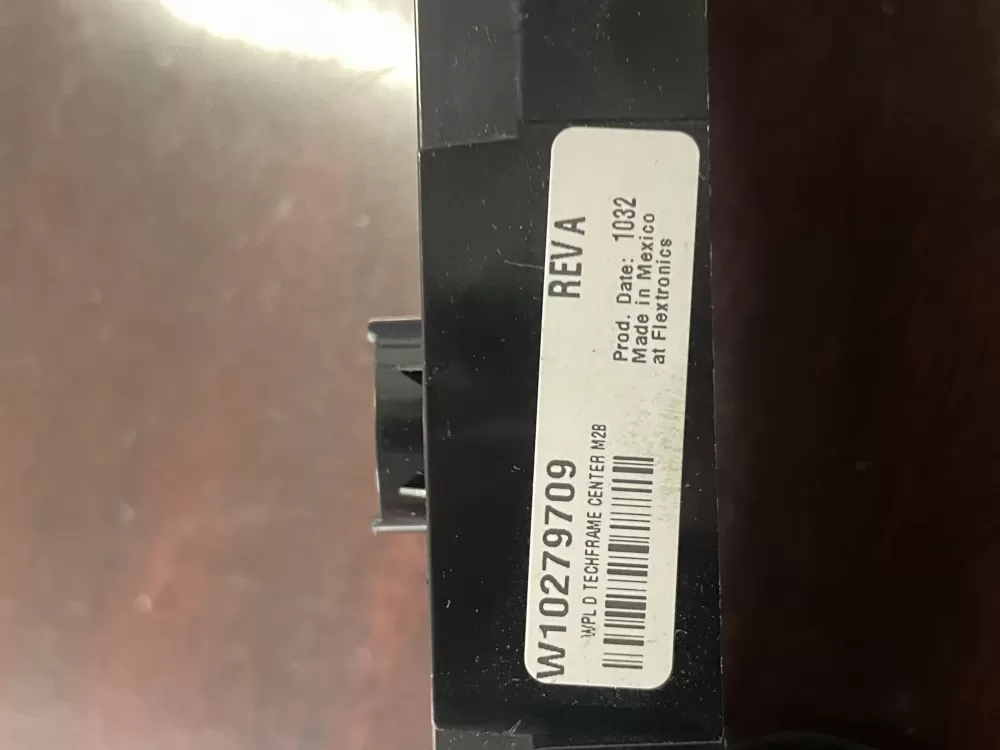 W10279709 REV A
WPL D TECHFRAME CENTER M2B
Prod. Date: 1032
Made in Mexico
at Flextronics